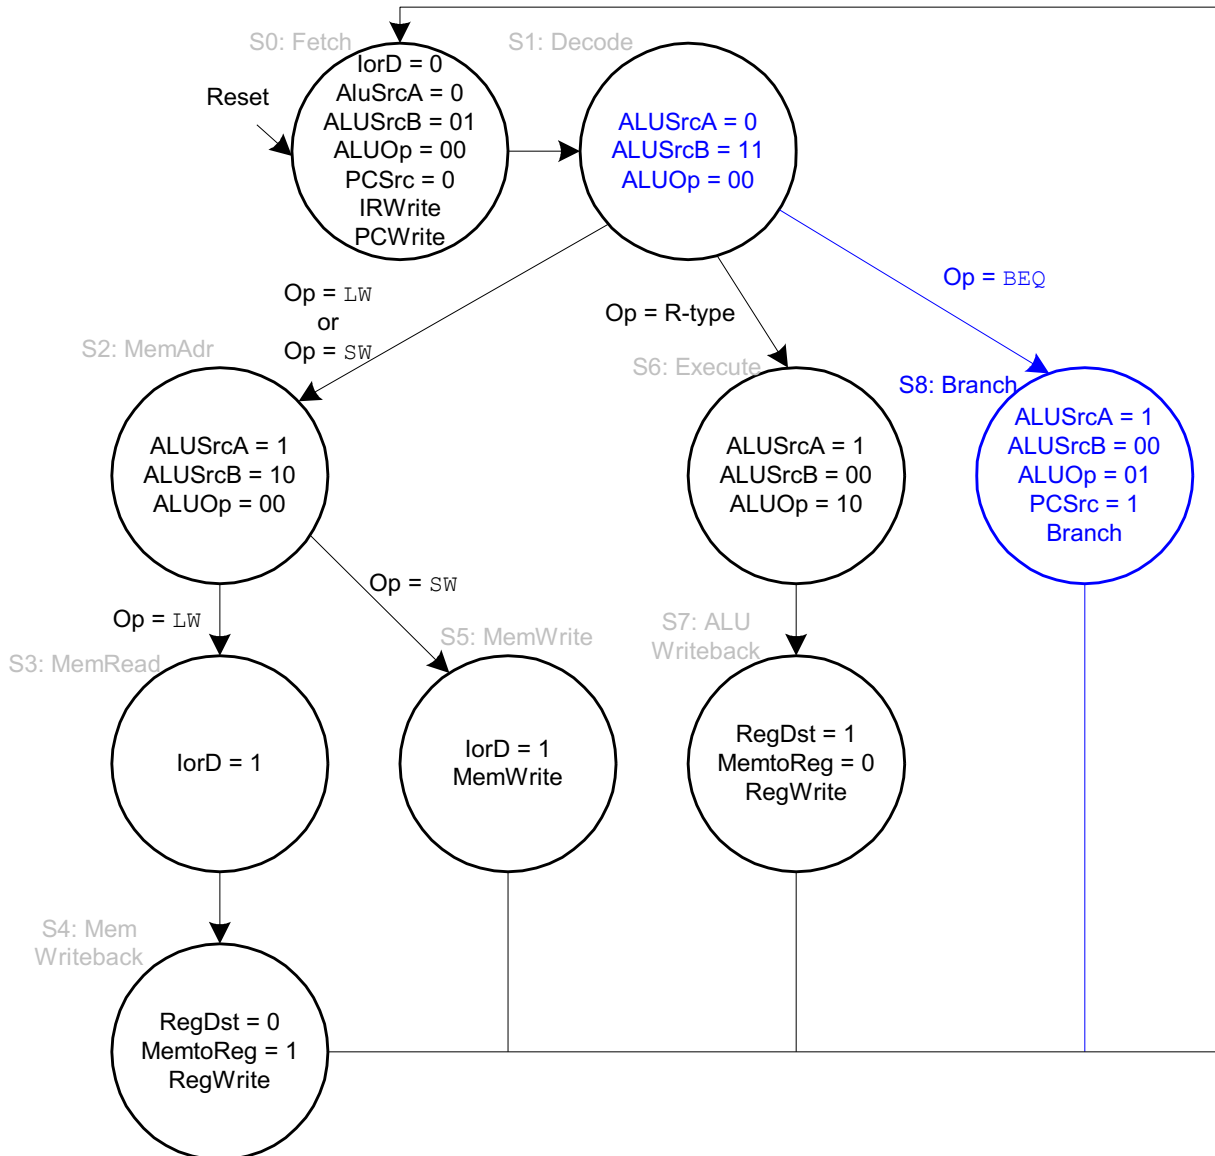 S0: Fetch
S1: Decode
Reset
IorD = 0
AluSrcA = 0
ALUSrcB = 01
ALUOp = 00
PCSrc = 0
IRWrite
PCWrite
ALUSrcA = 0
ALUSrcB = 11
ALUOp = 00
Op = LW
or
Op = SW
Op = R-type
Op = BEQ
S2: MemAdr
S6: Execute
S8: Branch
ALUSrcA = 1
ALUSrcB = 10
ALUOp = 00
ALUSrcA = 1
ALUSrcB = 00
ALUOp = 10
ALUSrcA = 1
ALUSrcB = 00
ALUOp = 01
PCSrc = 1
Branch
Op = LW
Op = SW
S3: MemRead
S5: MemWrite
S7: ALU
Writeback
IorD = 1
IorD = 1
MemWrite
RegDst = 1
MemtoReg = 0
RegWrite
S4: Mem
Writeback
RegDst = 0
MemtoReg = 1
RegWrite